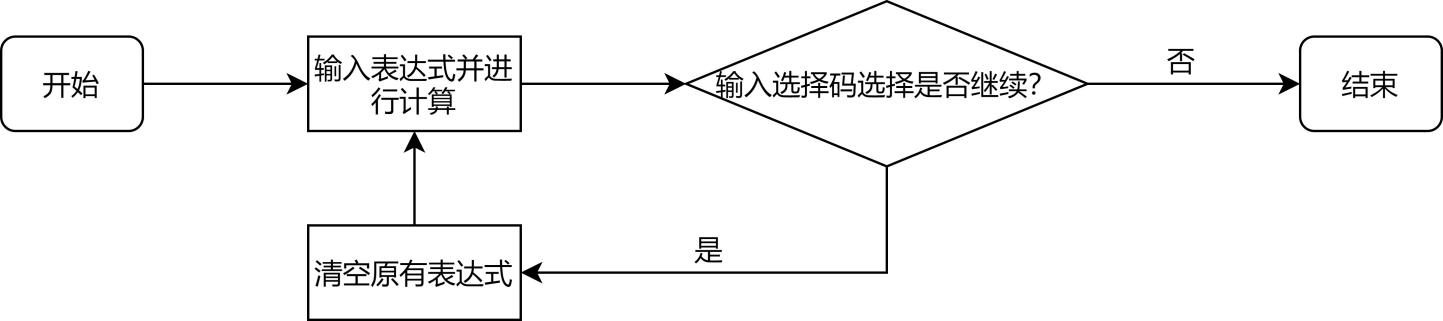 开始
输入表达式并进
行计算
输入选择码选择是否继续?
否
结束
是
清空原有表达式